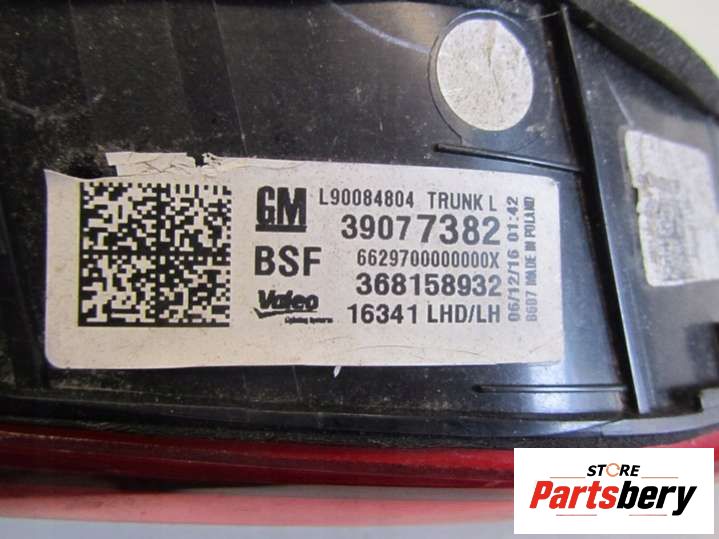 GM L90084804 TRUNK L
39077382
BSF 6629700000000X
368158932
Valeo
Lighting Systems
16341 LHD/LH
06/12/16 01:42
B6D7 MADE IN POLAND
STORE
Partsbery